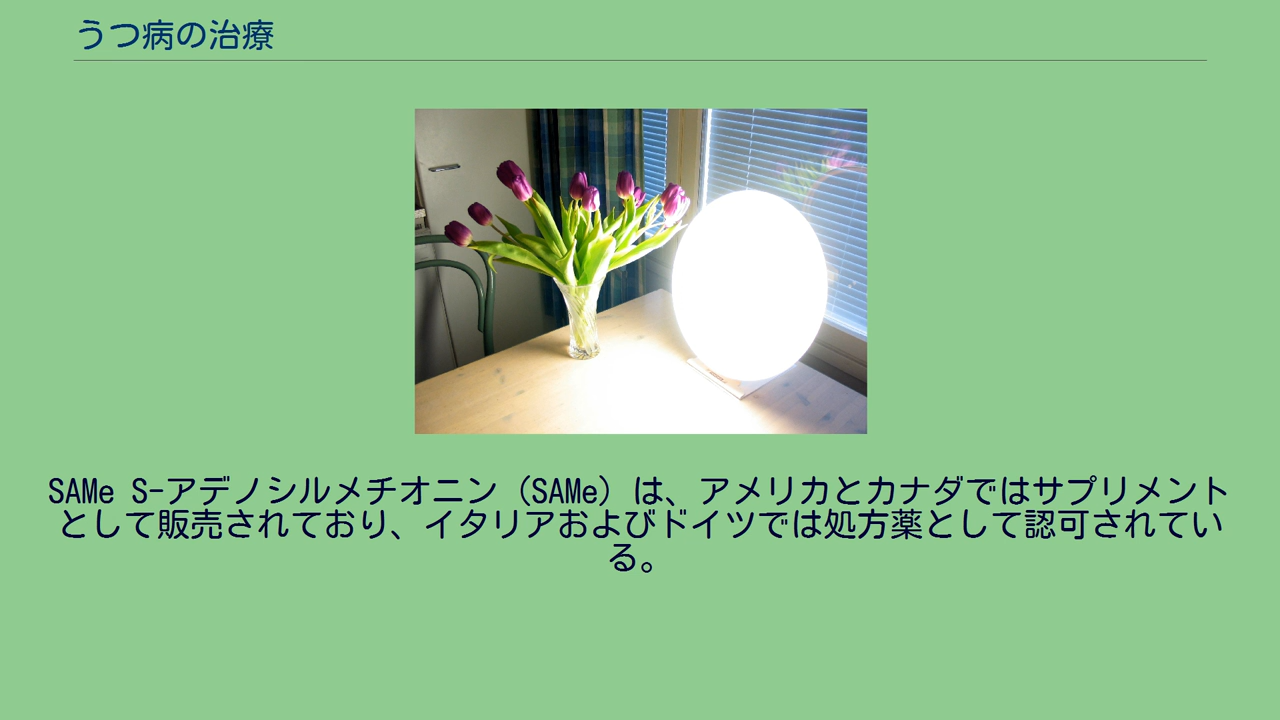 うつ病の治療
SAMe S-アデノシルメチオニン（SAMe）は、アメリカとカナダではサプリメント
として販売されており、イタリアおよびドイツでは処方薬として認可されてい
る。